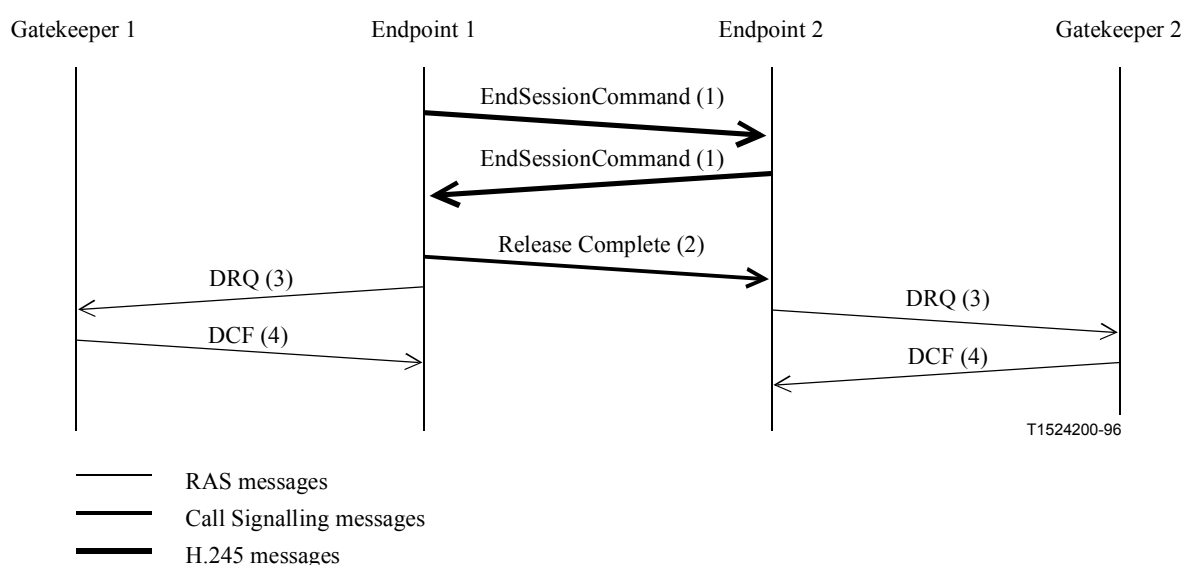 Gatekeeper 1
Endpoint 1
Endpoint 2
Gatekeeper 2
EndSessionCommand (1)
EndSessionCommand (1)
Release Complete (2)
DRQ (3)
DRQ (3)
DCF (4)
DCF (4)
T1524200-96
RAS messages
Call Signalling messages
H.245 messages